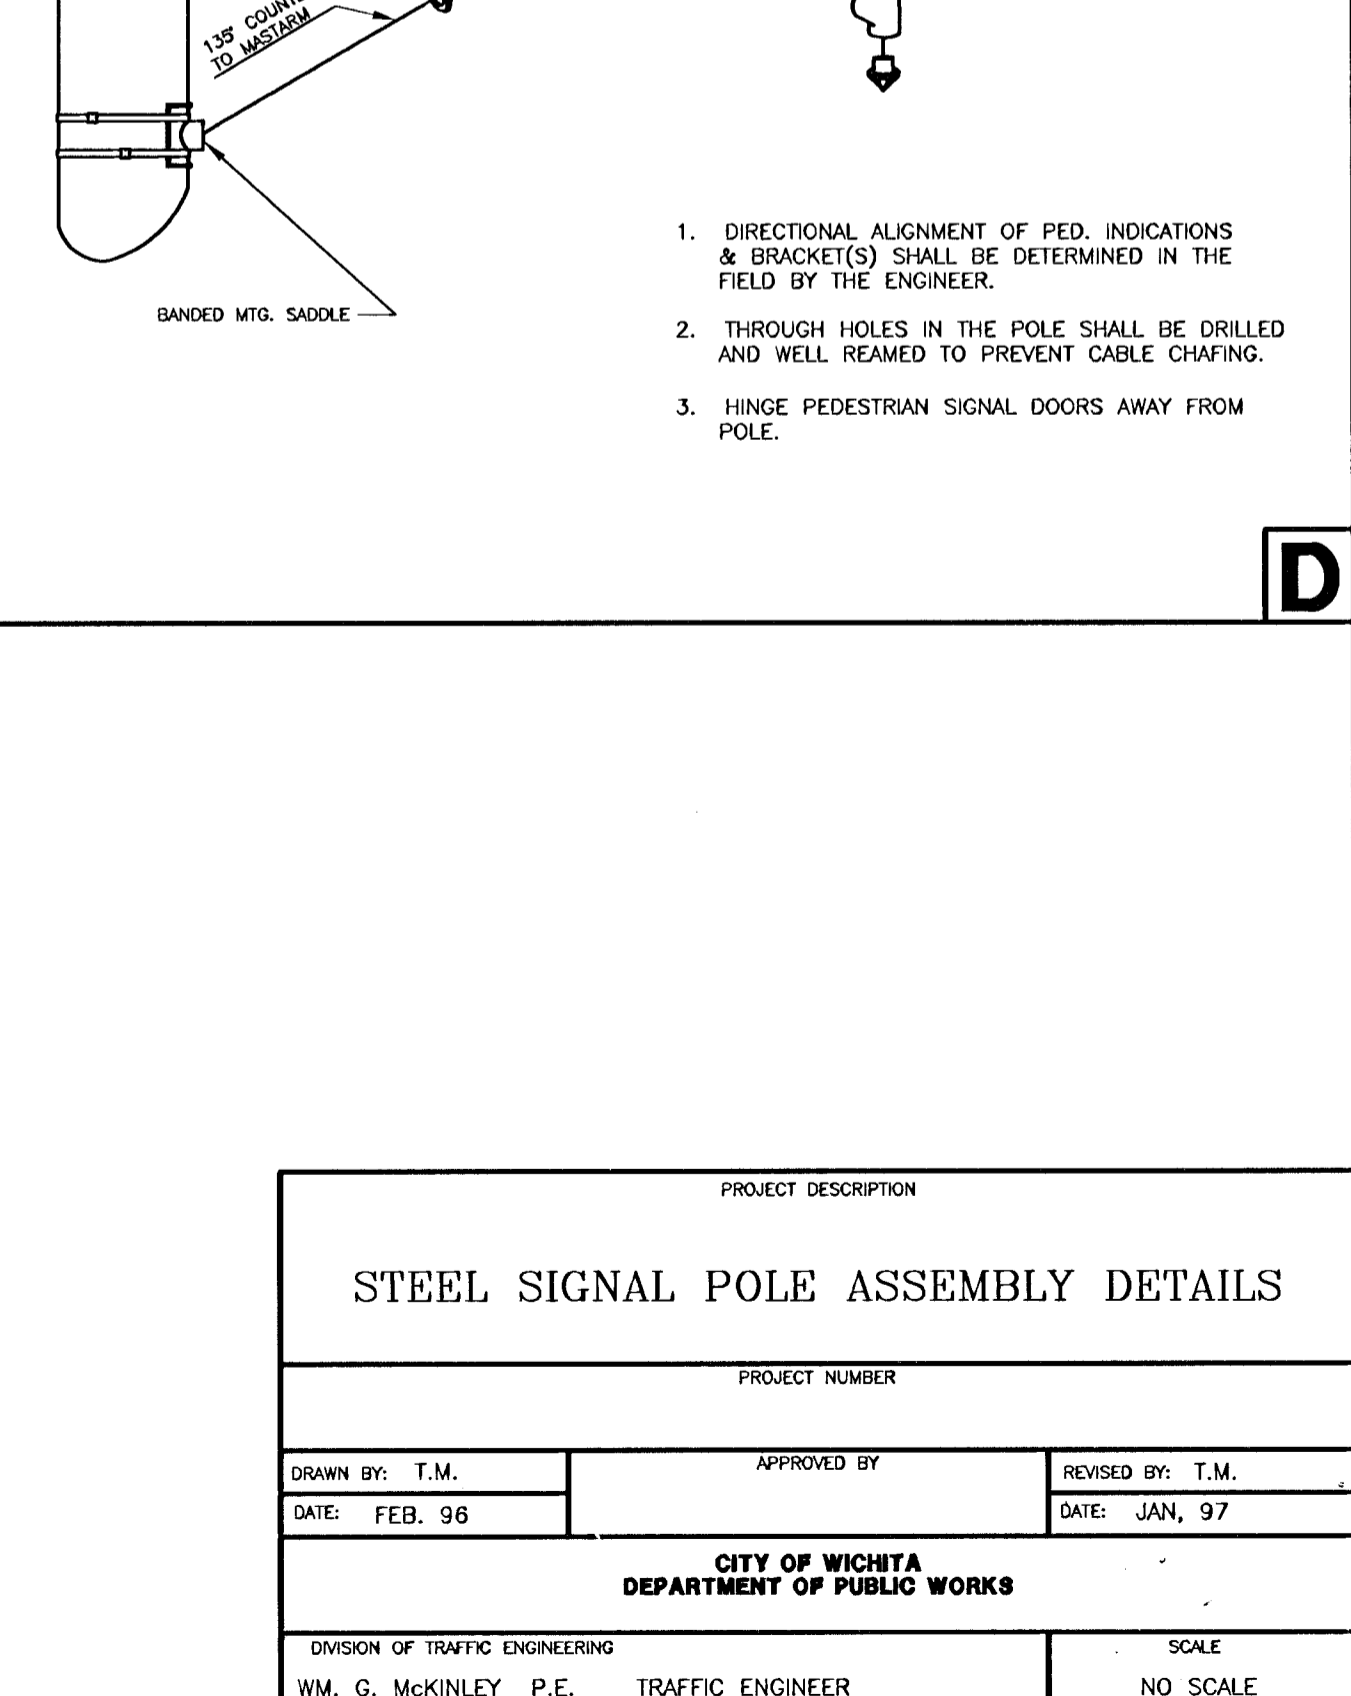 135° 
TO MASTARM
BANDED MTG. SADDLE
1. DIRECTIONAL ALIGNMENT OF PED. INDICATIONS
& BRACKET(S) SHALL BE DETERMINED IN THE
FIELD BY THE ENGINEER.
2. THROUGH HOLES IN THE POLE SHALL BE DRILLED
AND WELL REAMED TO PREVENT CABLE CHAFING.
3. HINGE PEDESTRIAN SIGNAL DOORS AWAY FROM
POLE.
D
PROJECT DESCRIPTION
STEEL SIGNAL POLE ASSEMBLY DETAILS
PROJECT NUMBER
DRAWN BY: T.M.
DATE: FEB. 96
APPROVED BY
REVISED BY: T.M.
DATE: JAN, 97
CITY OF WICHITA
DEPARTMENT OF PUBLIC WORKS
DIVISION OF TRAFFIC ENGINEERING
WM. G. McKINLEY P.E. TRAFFIC ENGINEER
SCALE
NO SCALE